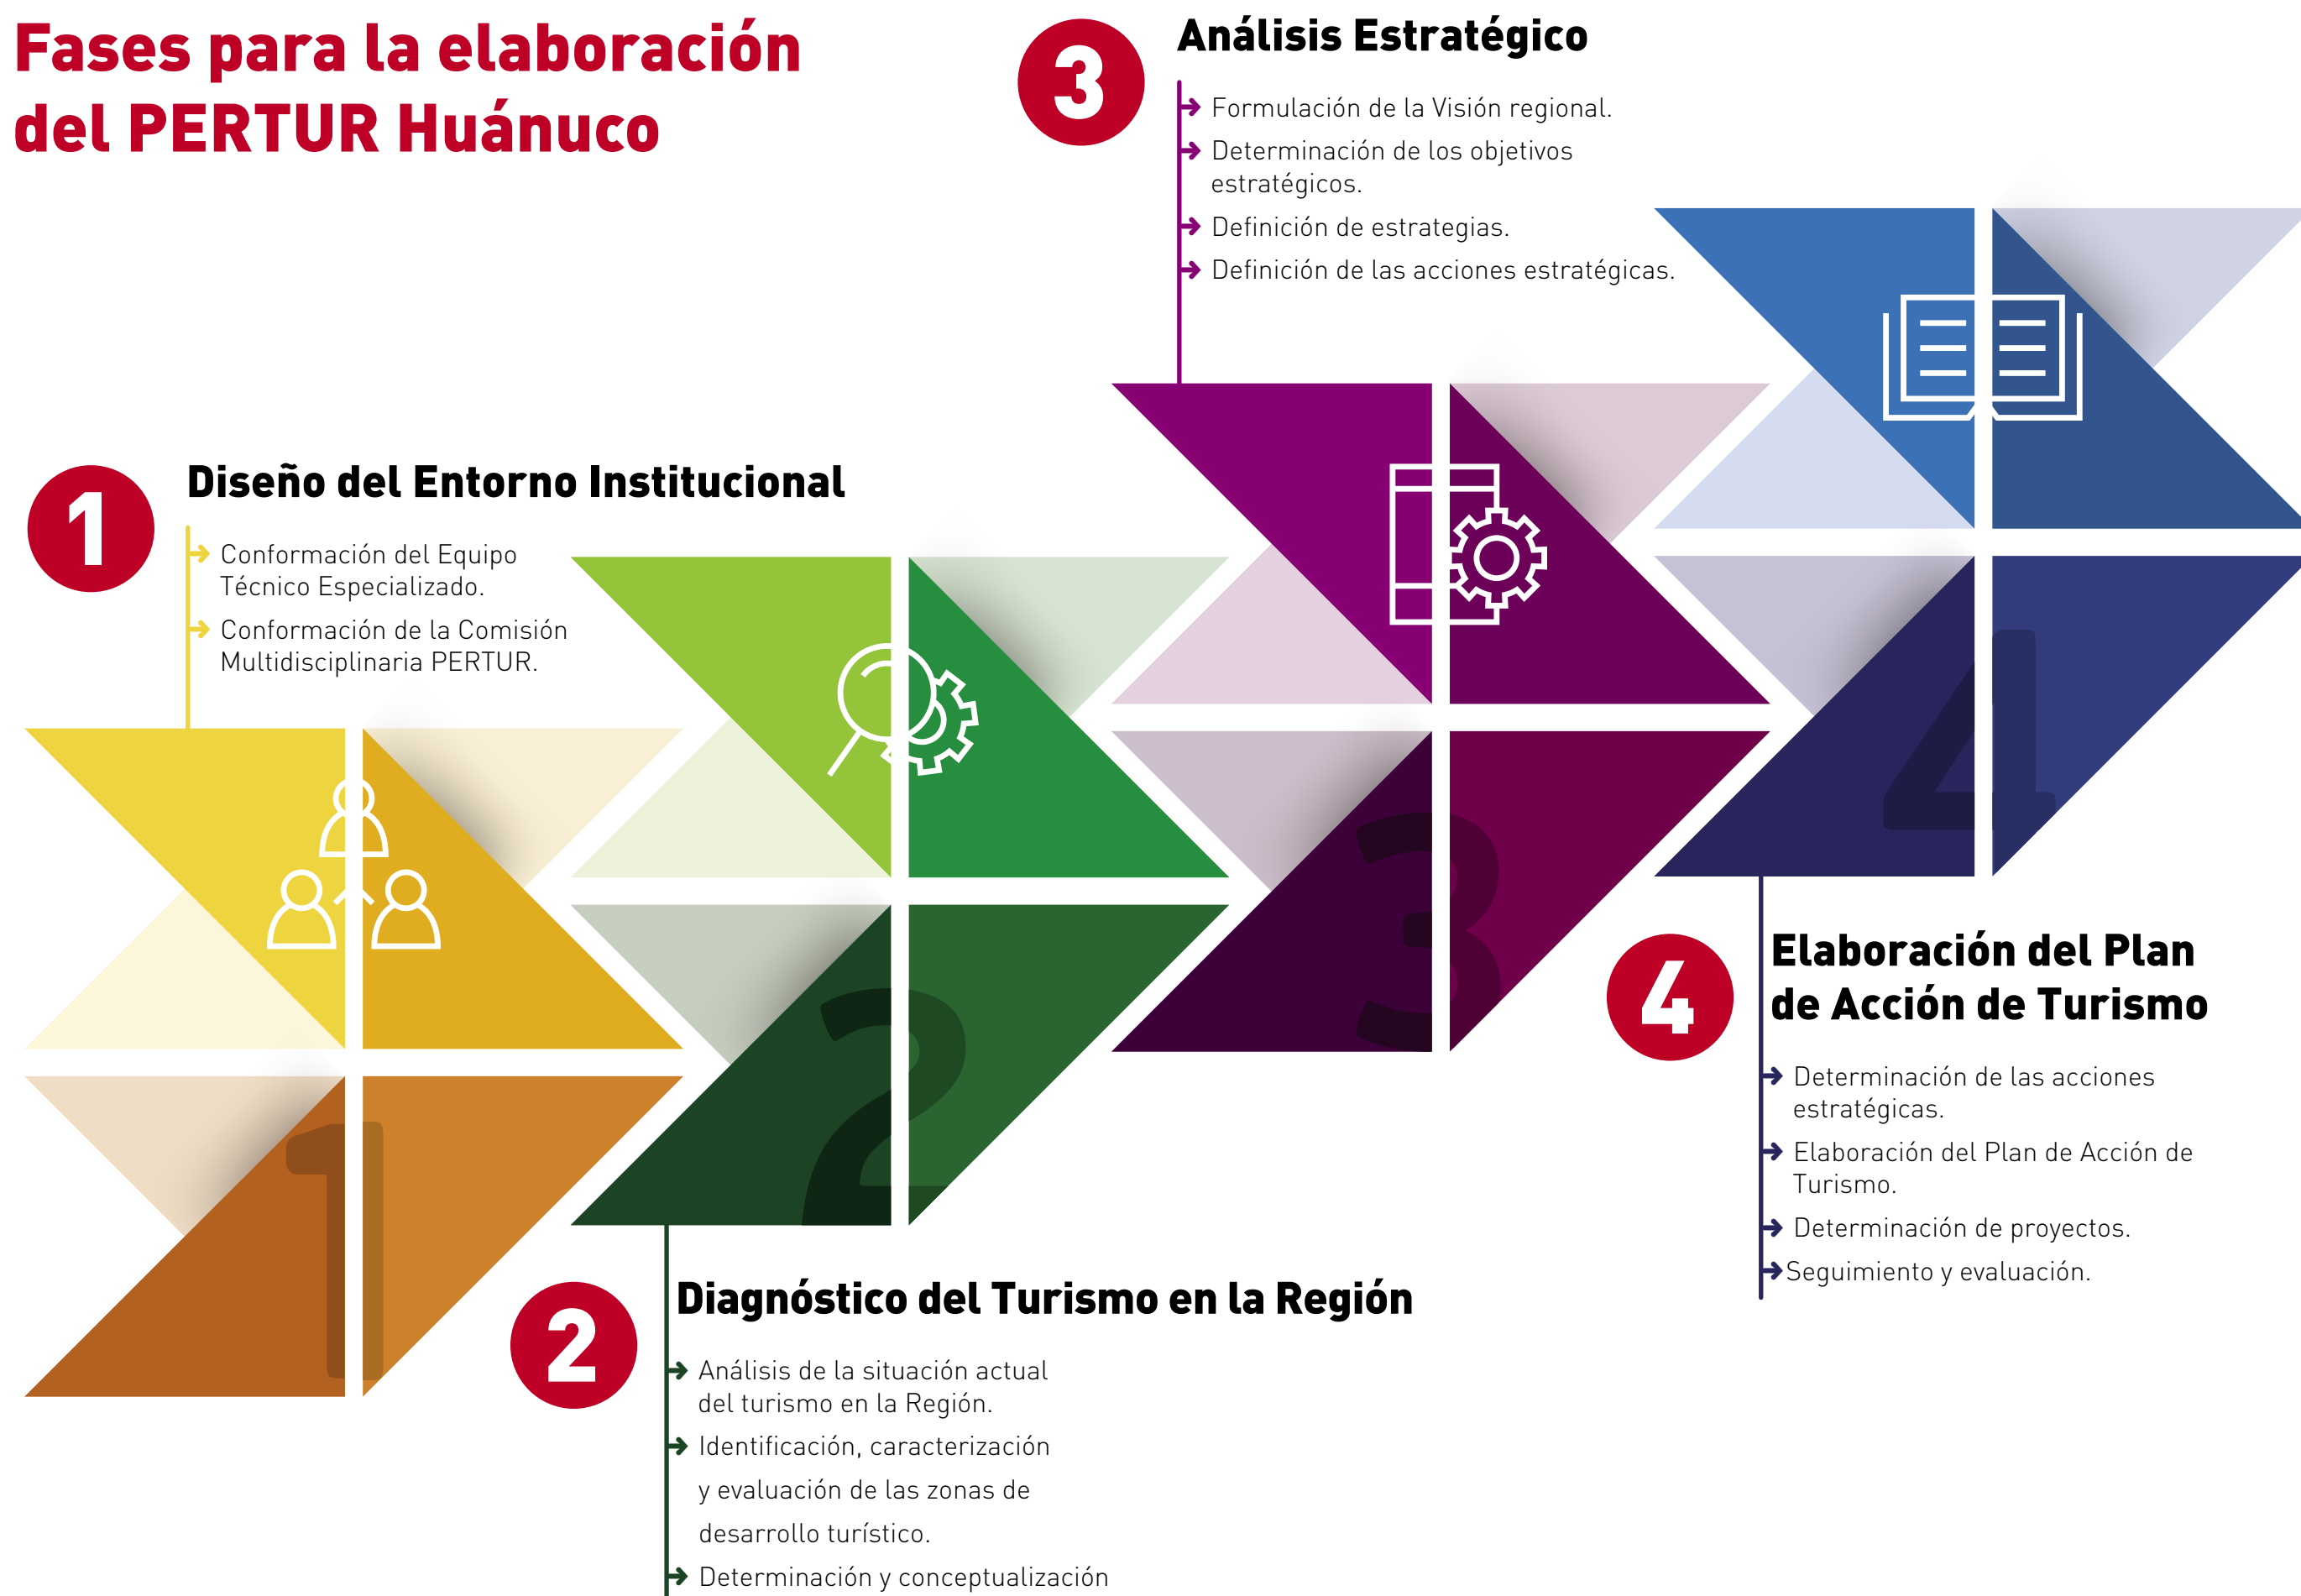 Fases para la elaboración
del PERTUR Huánuco
1
Diseño del Entorno Institucional
Conformación del Equipo
Técnico Especializado.
Conformación de la Comisión
Multidisciplinaria PERTUR.
1
2
Diagnóstico del Turismo en la Región
Análisis de la situación actual
del turismo en la Región.
Identificación, caracterización
y evaluación de las zonas de
desarrollo turístico.
Determinación y conceptualización
2
3
Análisis Estratégico
Formulación de la Visión regional.
Determinación de los objetivos
estratégicos.
Definición de estrategias.
Definición de las acciones estratégicas.
3
4
Elaboración del Plan
de Acción de Turismo
Determinación de las acciones
estratégicas.
Elaboración del Plan de Acción de
Turismo.
Determinación de proyectos.
Seguimiento y evaluación.
4